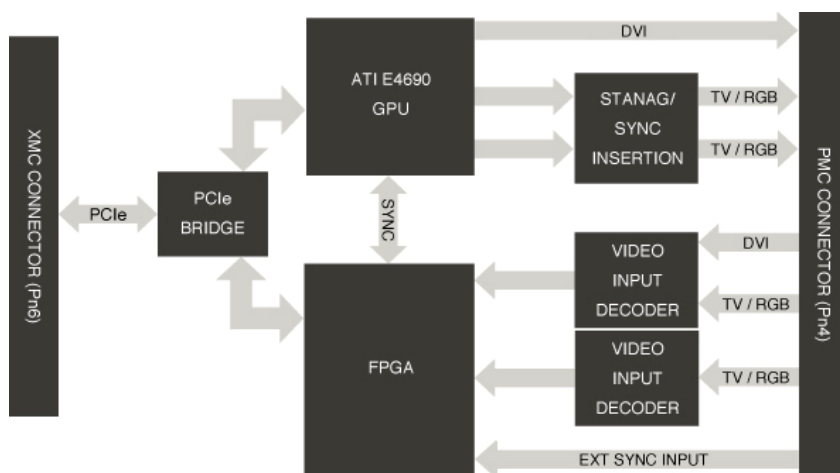 DVI
ATI E4690
GPU
STANAG/
SYNC
INSERTION
TV / RGB
TV / RGB
XMC CONNECTOR (Pn6)
PCIe
PCIe
BRIDGE
SYNC
PMC CONNECTOR (Pn4)
FPGA
VIDEO
INPUT
DECODER
DVI
TV / RGB
VIDEO
INPUT
DECODER
TV / RGB
EXT SYNC INPUT